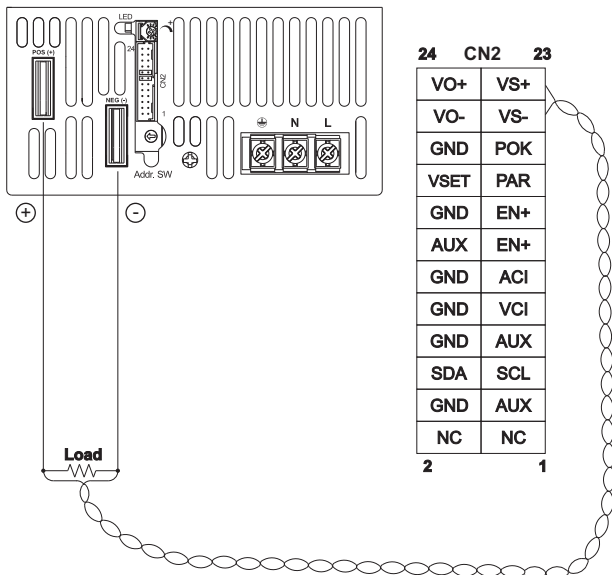 LED
+
POS (+)
24
CN2
NEG (-)
1
Addr. SW
N L
+ -
Load
24 CN2 23
VO+ VS+
VO- VS-
GND POK
VSET PAR
GND EN+
AUX EN+
GND ACI
GND VCI
GND AUX
SDA SCL
GND AUX
NC NC
2 1